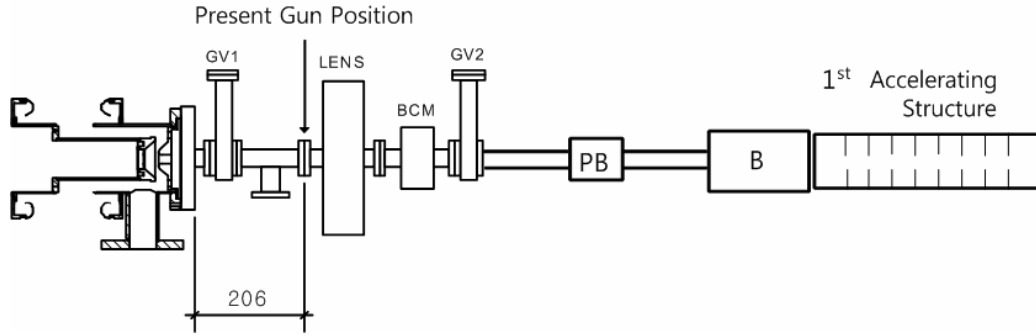 Present Gun Position
GV1
LENS
GV2
BCM
1st Accelerating
Structure
PB
B
206